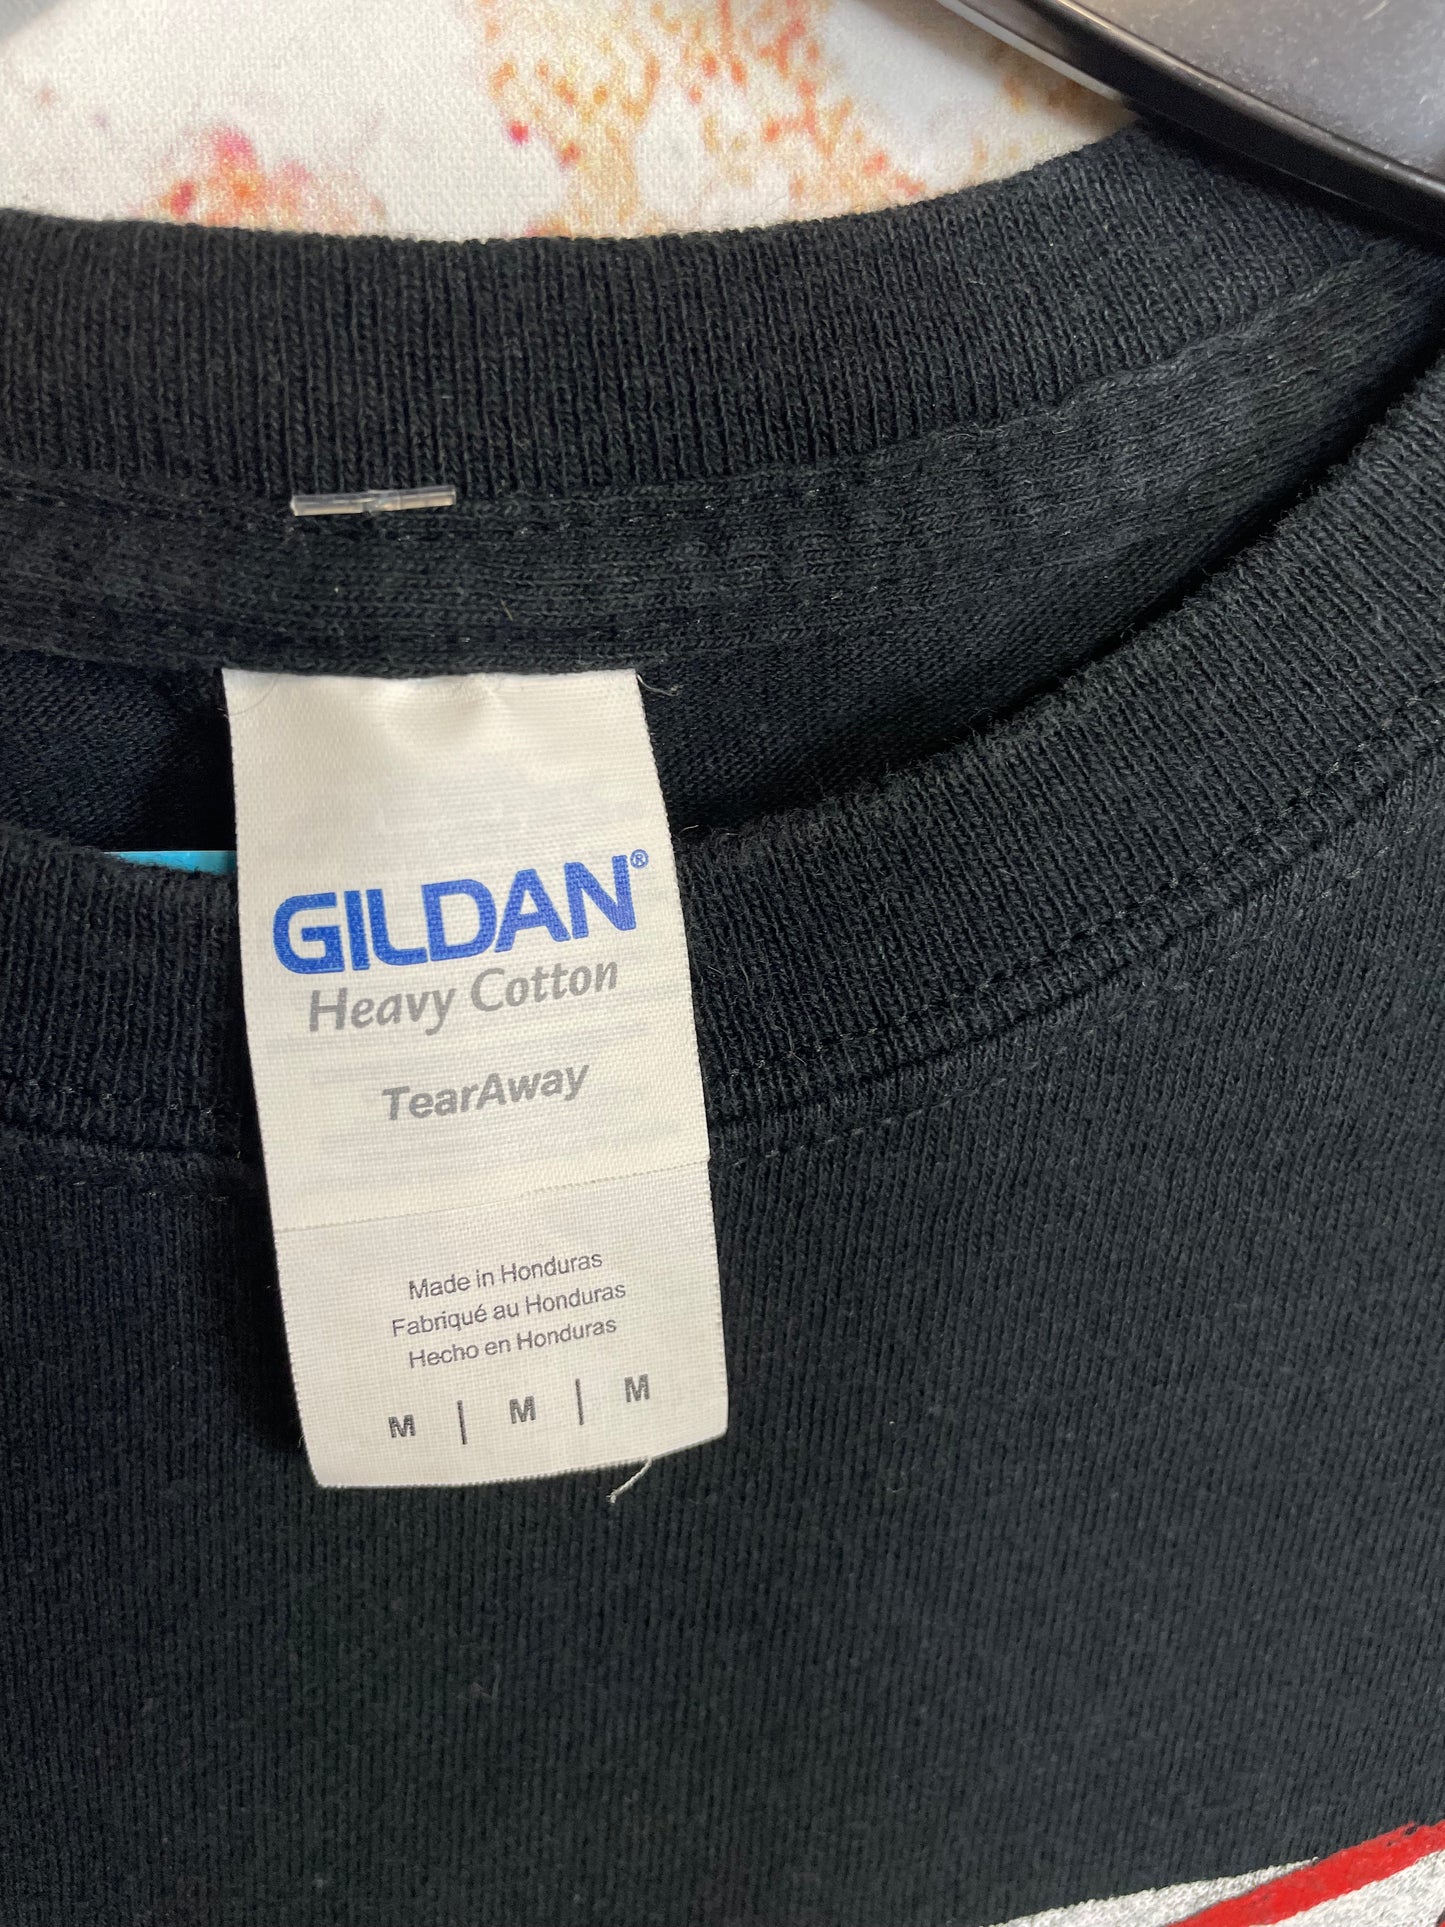 GILDAN®
Heavy Cotton
TearAway
Made in Honduras
Fabriqué au Honduras
Hecho en Honduras
M | M | M